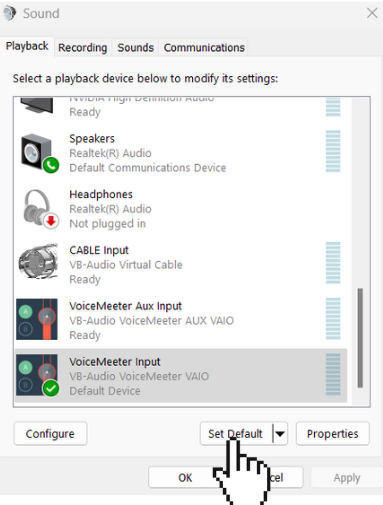 Sound
Playback Recording Sounds Communications
Select a playback device below to modify its settings:
NVIDIA High Definition Audio
Ready
Speakers
Realtek(R) Audio
Default Communications Device
Headphones
Realtek(R) Audio
Not plugged in
CABLE Input
VB-Audio Virtual Cable
Ready
VoiceMeeter Aux Input
VB-Audio VoiceMeeter AUX VAIO
Ready
VoiceMeeter Input
VB-Audio VoiceMeeter VAIO
Default Device
Configure Set Default Properties
OK Apply